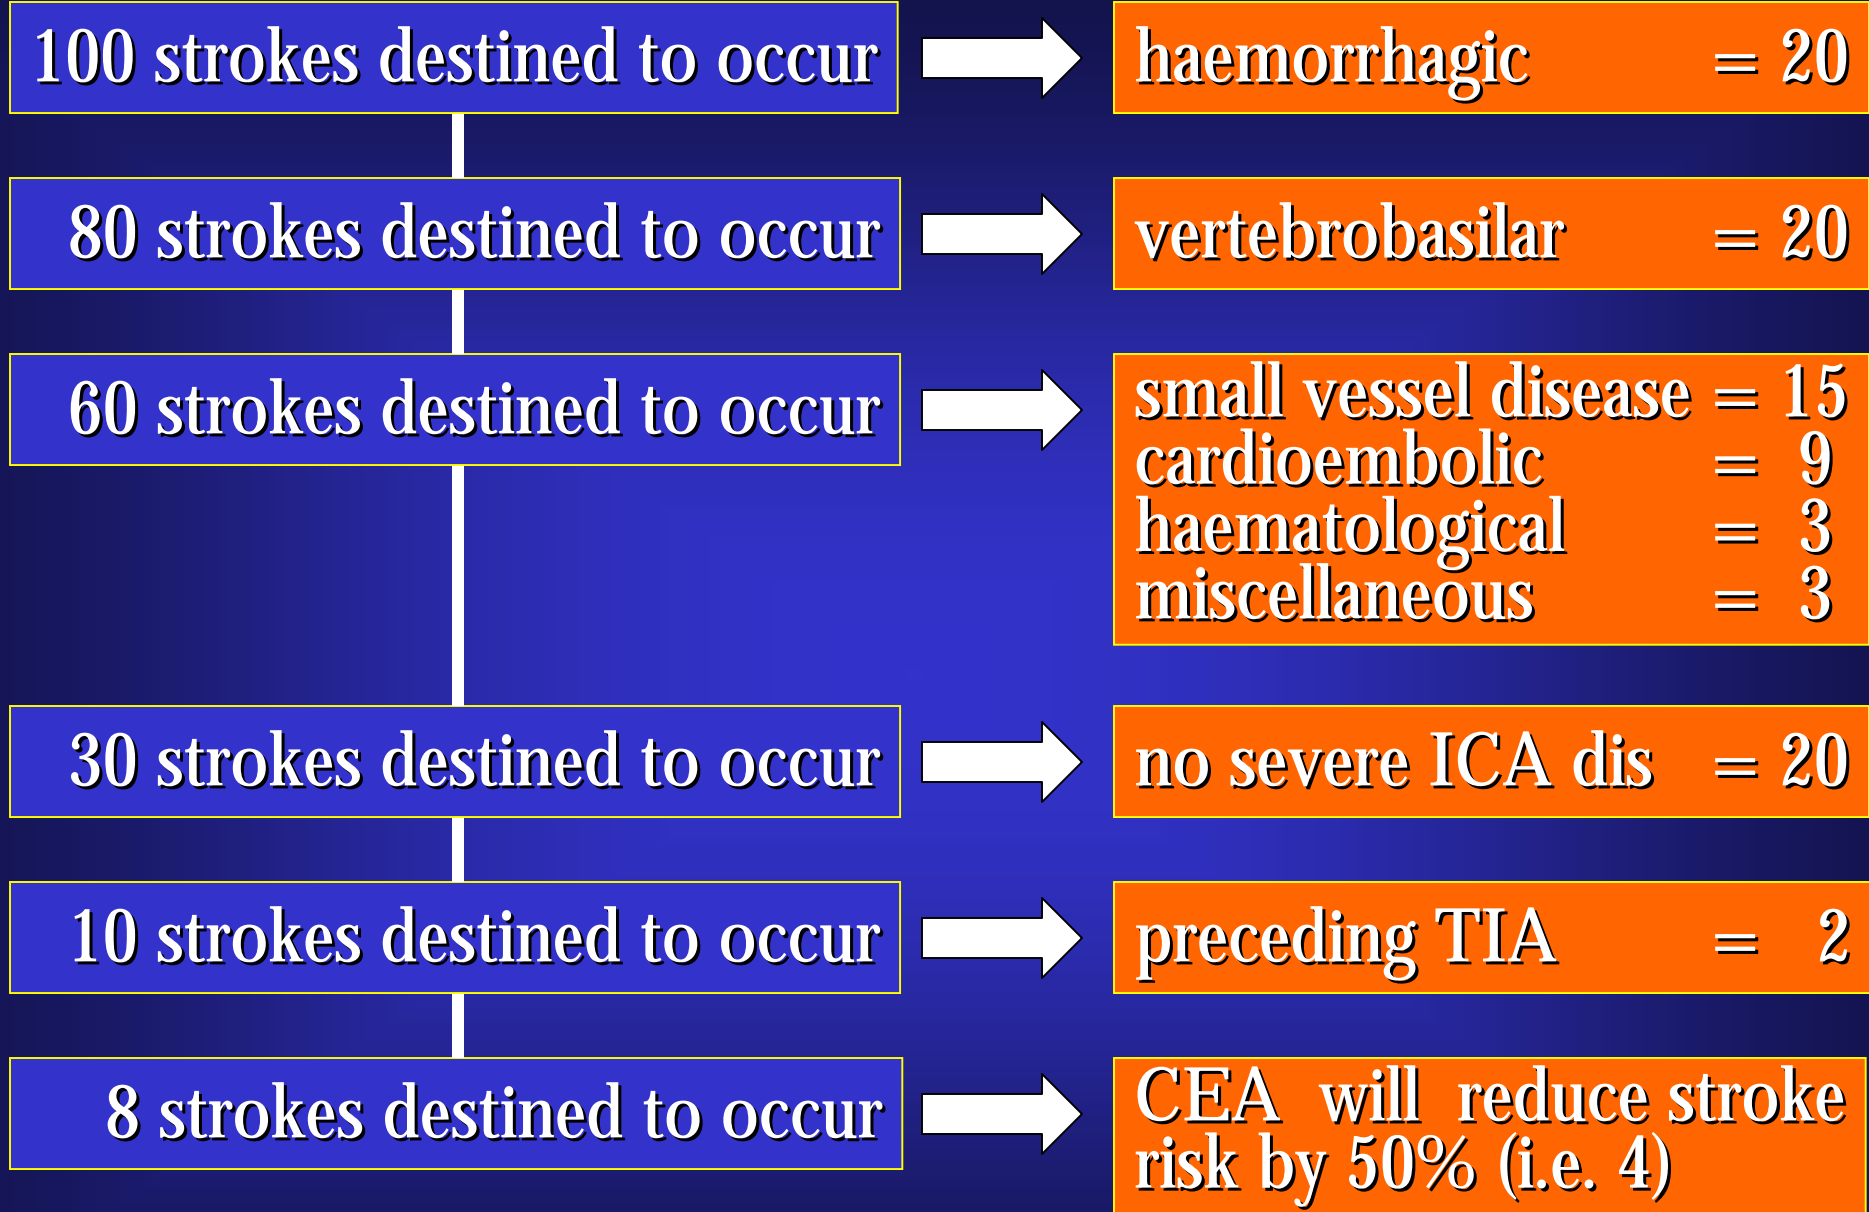 100 strokes destined to occur
haemorrhagic = 20
80 strokes destined to occur
vertebrobasilar = 20
60 strokes destined to occur
small vessel disease = 15
cardioembolic = 9
haematological = 3
miscellaneous = 3
30 strokes destined to occur
no severe ICA dis = 20
10 strokes destined to occur
preceding TIA = 2
8 strokes destined to occur
CEA will reduce stroke
risk by 50% (i.e. 4)